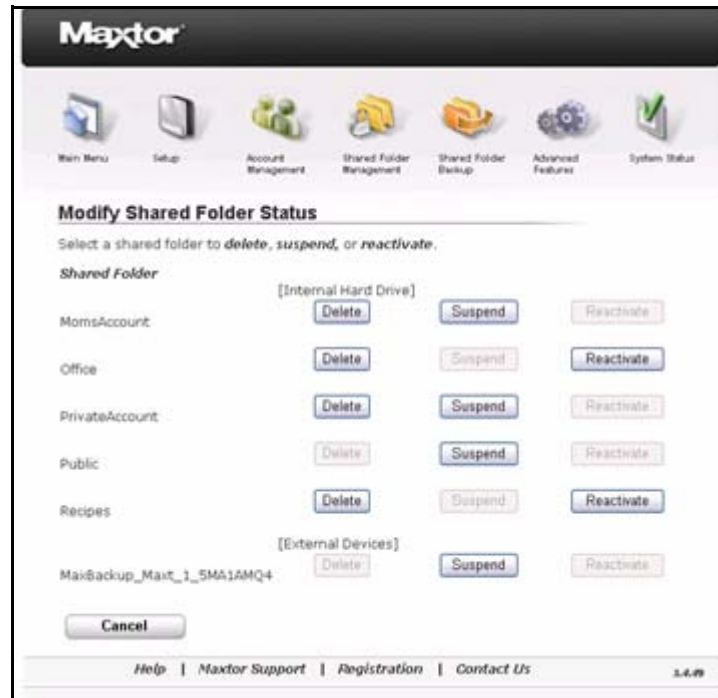 Maxtor
Main Menu
Setup
Account Management
Shared Folder Management
Shared Folder Backup
Advanced Features
System Status
Modify Shared Folder Status
Select a shared folder to delete, suspend, or reactivate.
Shared Folder
[Internal Hard Drive]
MomsAccount Delete Suspend Reactivate
Office Delete Suspend Reactivate
PrivateAccount Delete Suspend Reactivate
Public Delete Suspend Reactivate
Recipes Delete Suspend Reactivate
[External Devices]
MaxBackup_Maxt_1_5MA1AMQ4 Delete Suspend Reactivate
Cancel
Help | Maxtor Support | Registration | Contact Us